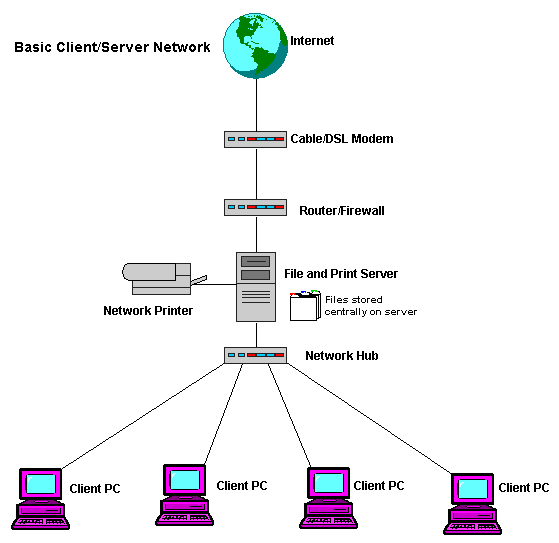 Basic Client/Server Network
Internet
Cable/DSL Modem
Router/Firewall
File and Print Server
Files stored
centrally on server
Network Printer
Network Hub
Client PC
Client PC
Client PC
Client PC